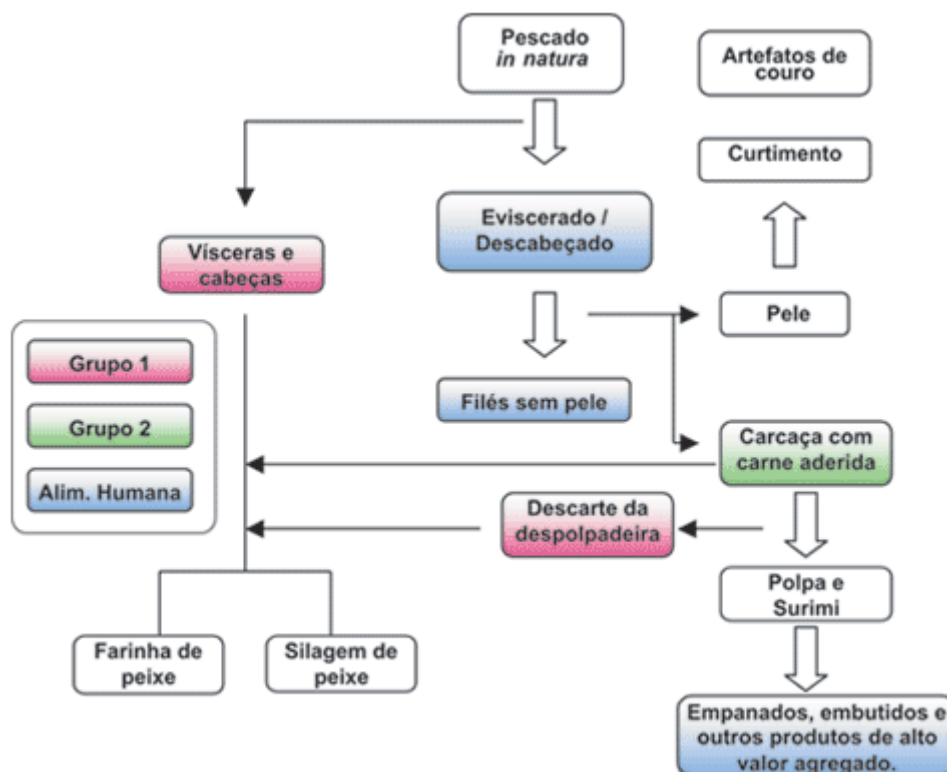 Pescado
in natura
Artefatos de
couro
Curtimento
Eviscerado /
Descabeçado
Vísceras e
cabeças
Pele
Grupo 1
Grupo 2
Alim. Humana
Filés sem pele
Carcaça com
carne aderida
Descarte da
despolpadeira
Polpa e
Surimi
Farinha de
peixe
Silagem de
peixe
Empanados, embutidos e
outros produtos de alto
valor agregado.